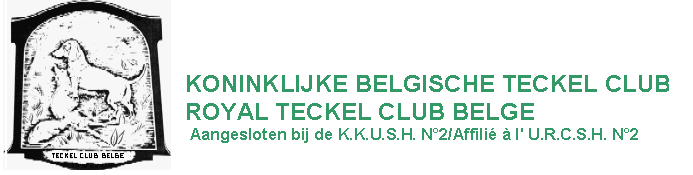 KONINKLIJKE BELGISCHE TECKEL CLUB
ROYAL TECKEL CLUB BELGE
Aangesloten bij de K.K.U.S.H. N°2/Affilié à l' U.R.C.S.H. N°2
TECKEL CLUB BELGE